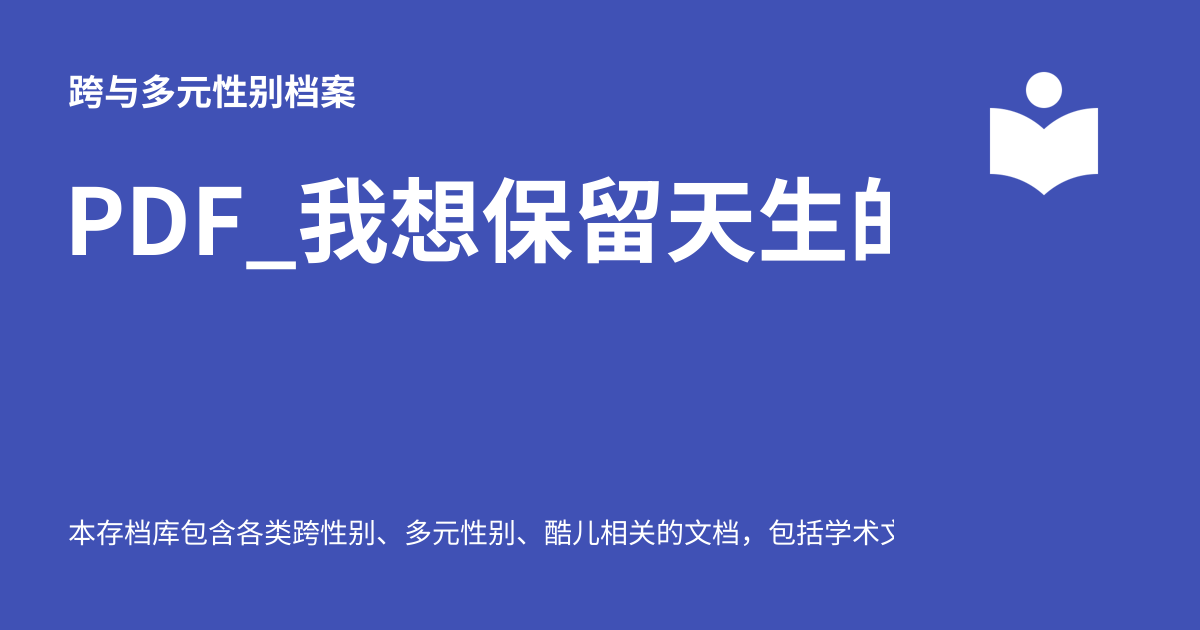 跨与多元性别档案
PDF_我想保留天生的
本存档库包含各类跨性别、多元性别、酷儿相关的文档，包括学术文